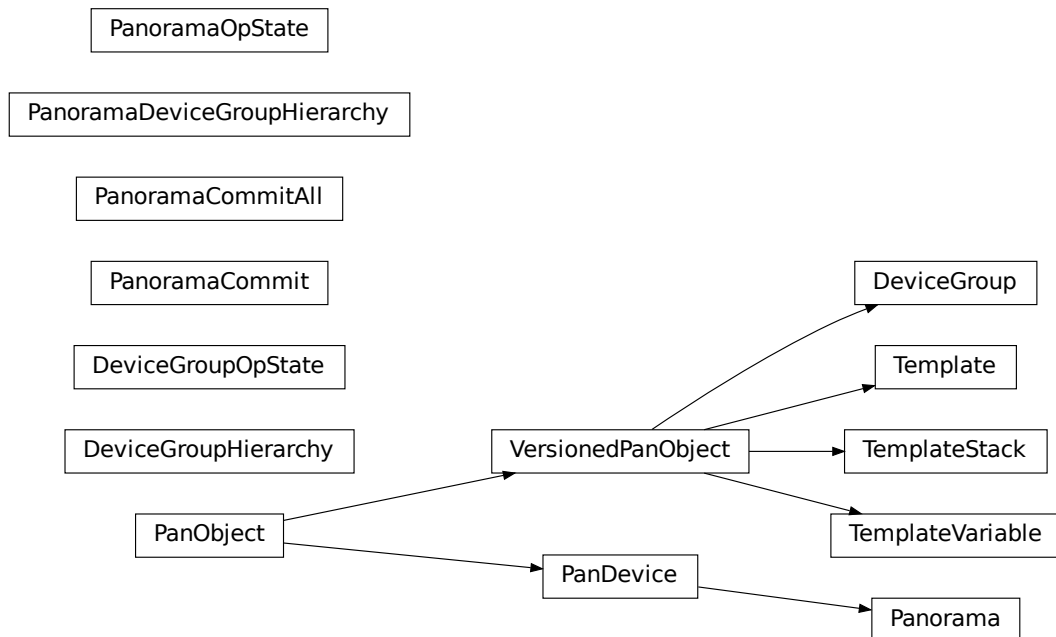 PanoramaOpState
PanoramaDeviceGroupHierarchy
PanoramaCommitAll
PanoramaCommit
DeviceGroup
DeviceGroupOpState
Template
DeviceGroupHierarchy
VersionedPanObject
TemplateStack
PanObject
TemplateVariable
PanDevice
Panorama